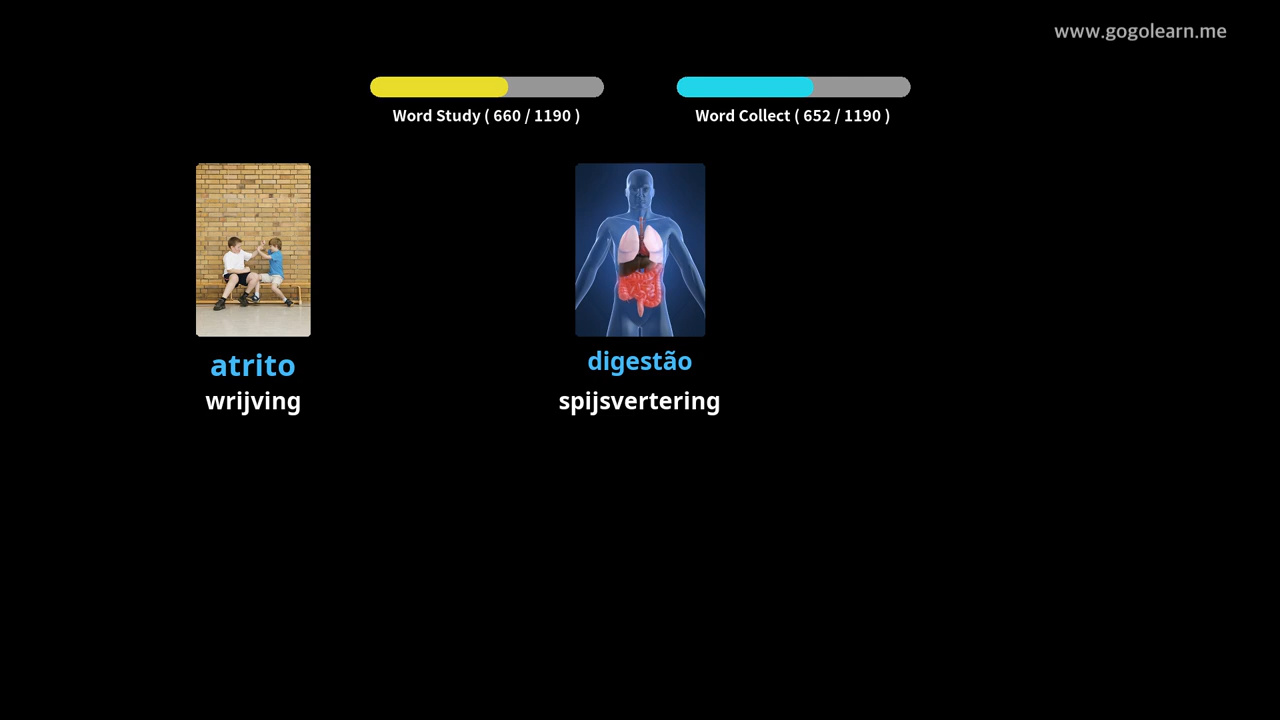 www.gogolearn.me
Word Study ( 660 / 1190 )
Word Collect ( 652 / 1190 )
atrito
wrijving
digestão
spijsvertering